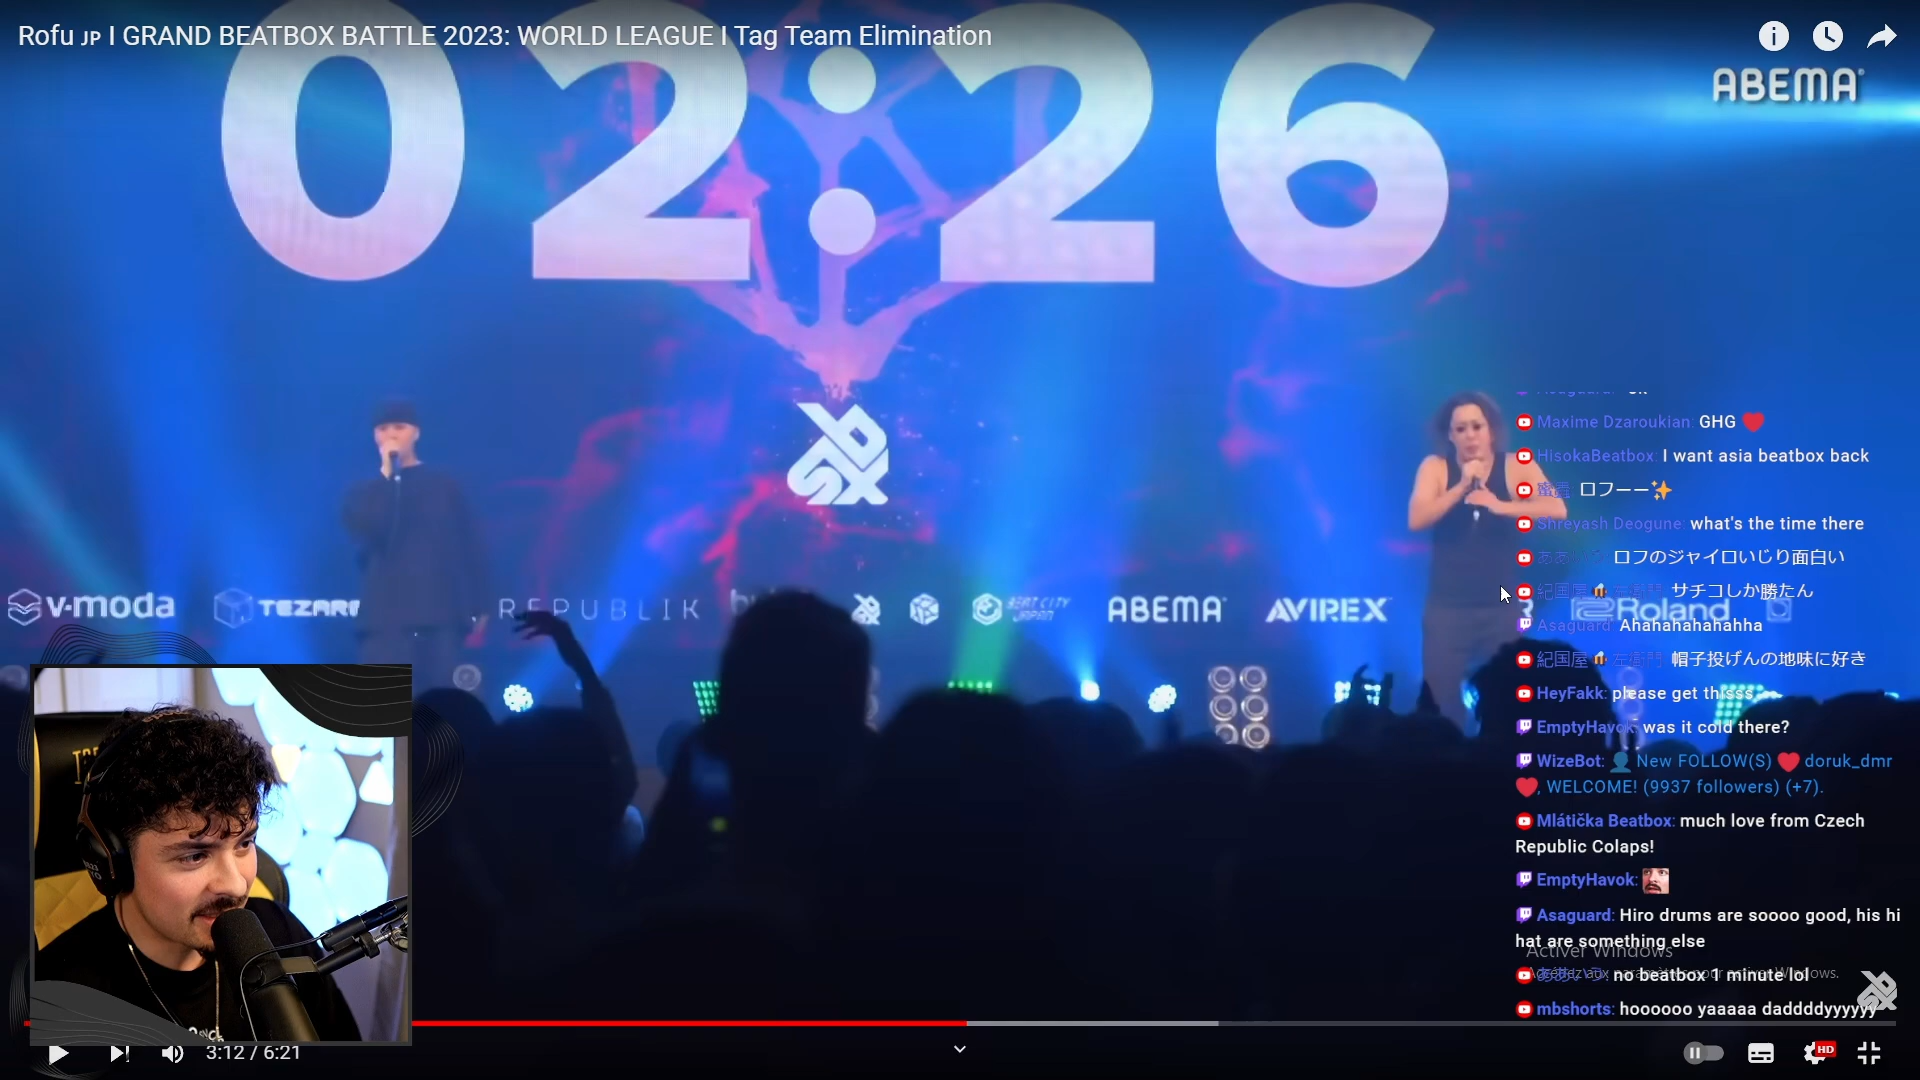 Rofu JP I GRAND BEATBOX BATTLE 2023: WORLD LEAGUE I Tag Team Elimination
ABEMA
02:26
SBX
v-moda
REPUBLIK
BEAT CITY JAPAN
ABEMA
AVIREX
Roland
Maxime Dzaroukian: GHG ❤️
HisokaBeatbox: I want asia beatbox back
ロフーー✨
Shreyash Deogune: what's the time there
ロフのジャイロいじり面白い
サチコしか勝たん
Asaguard: Ahahahahahahha
帽子投げんの地味に好き
HeyFakk: please get thisss
EmptyHavok: was it cold there?
WizeBot: 👤 New FOLLOW(S) ❤️ doruk_dmr
❤️, WELCOME! (9937 followers) (+7).
Mlátička Beatbox: much love from Czech
Republic Colaps!
EmptyHavok:
Asaguard: Hiro drums are soooo good, his hi
hat are something else
Activer Windows
no beatbox 1 minute lol
mbshorts: hoooooo yaaaaa daddddyyyyyy
3:12 / 6:21
HD